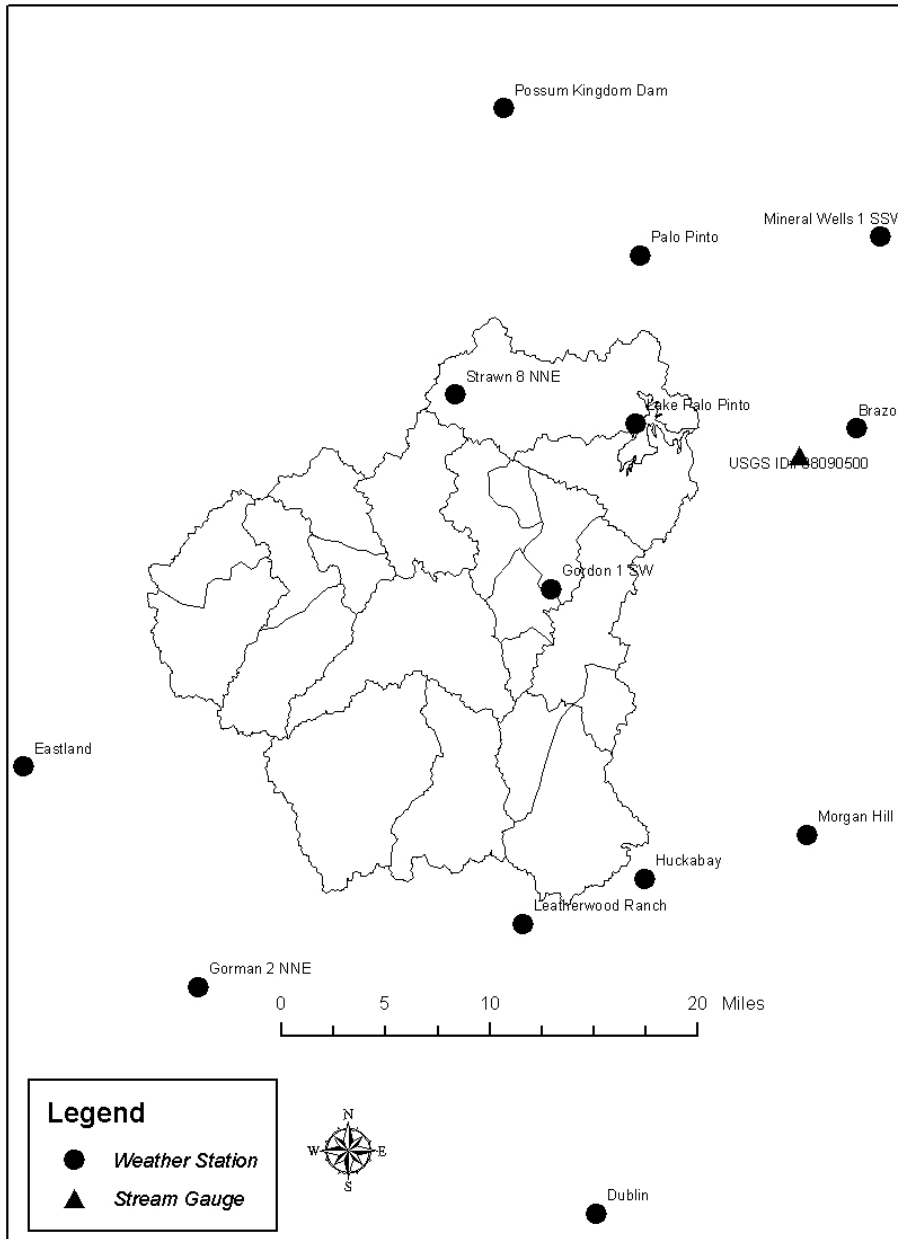 Possum Kingdom Dam
Mineral Wells 1 SSW
Palo Pinto
Strawn 8 NNE
Lake Palo Pinto
Brazo
USGS ID# 08090500
Gordon 1 SW
Eastland
Morgan Hill
Huckabay
Leatherwood Ranch
Gorman 2 NNE
0 5 10 20 Miles
Legend
Weather Station
Stream Gauge
N
W E
S
Dublin